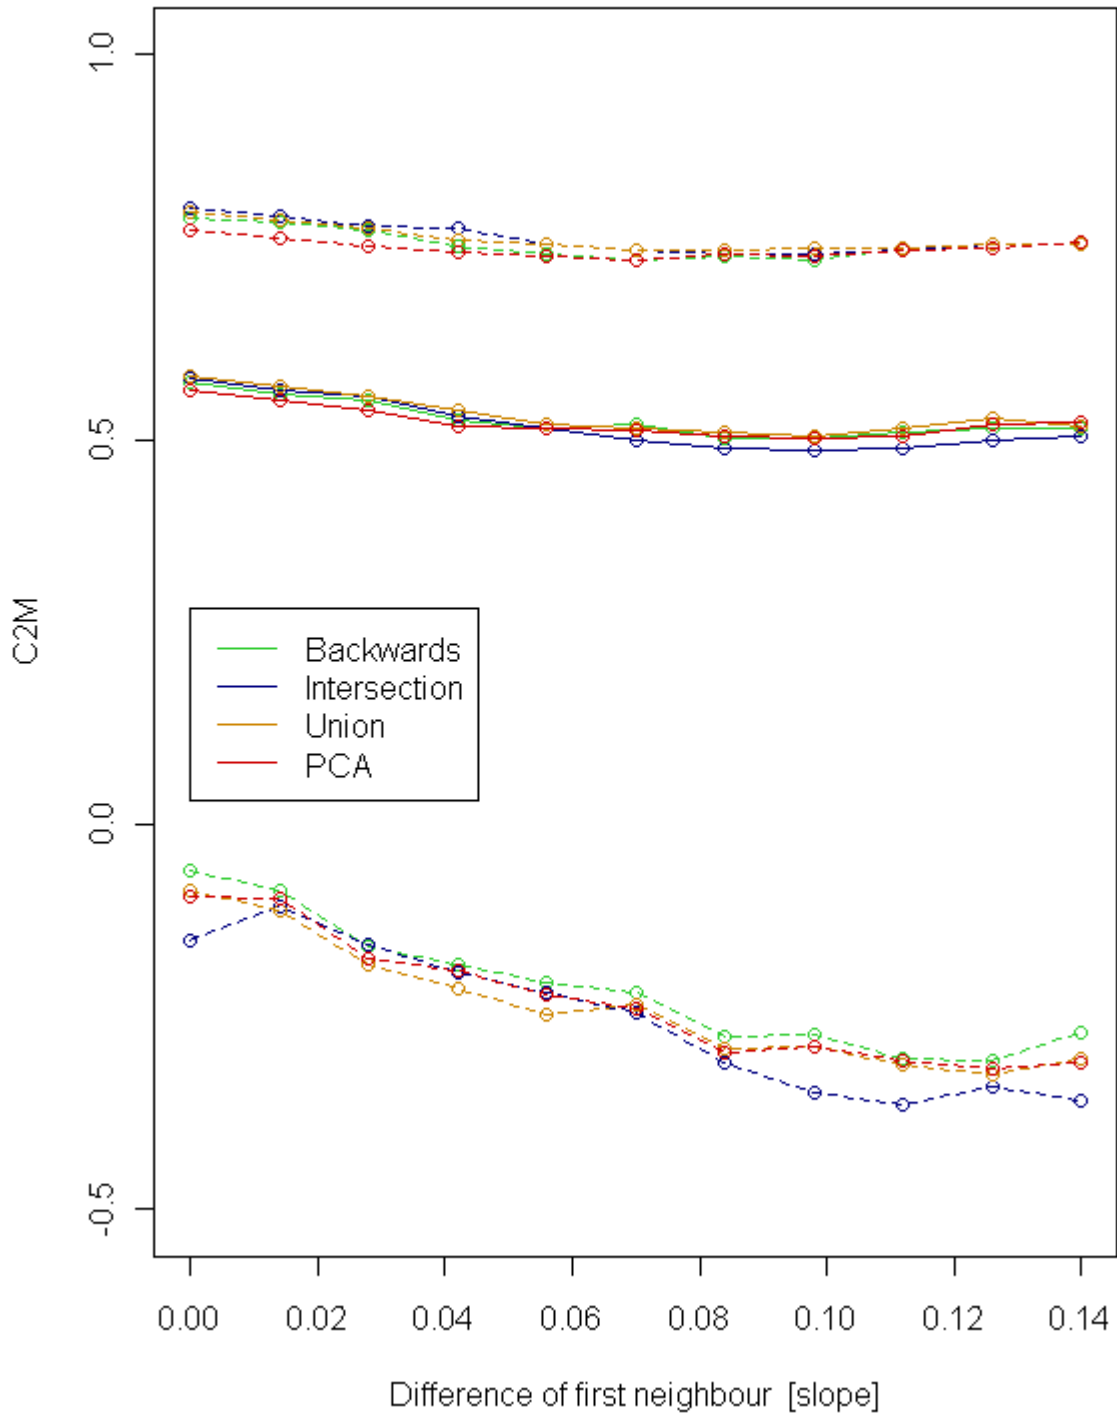 1.0
0.5
0.0
-0.5
C2M
Backwards
Intersection
Union
PCA
0.00 0.02 0.04 0.06 0.08 0.10 0.12 0.14
Difference of first neighbour [slope]